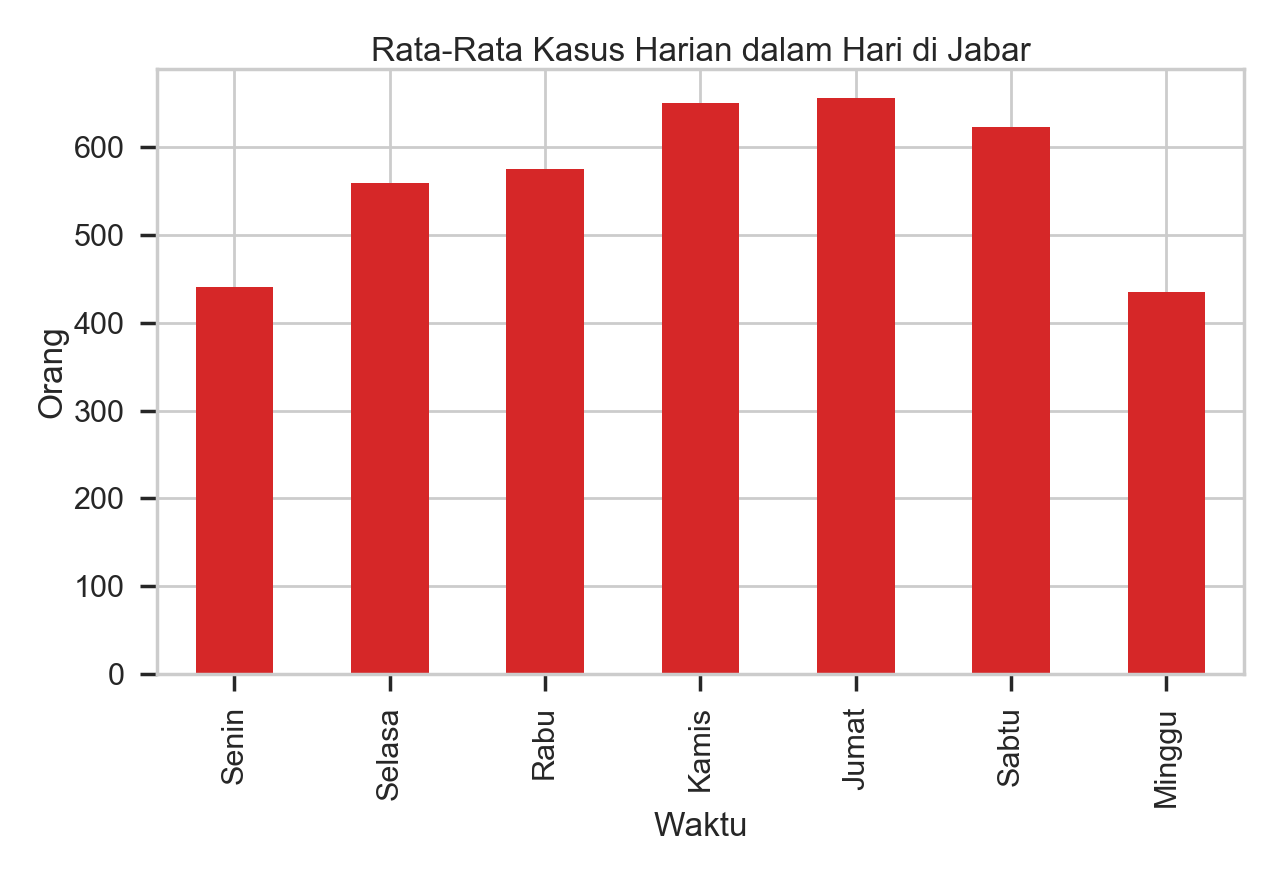 Rata-Rata Kasus Harian dalam Hari di Jabar
Orang
600
500
400
300
200
100
0
Senin
Selasa
Rabu
Kamis
Jumat
Sabtu
Minggu
Waktu